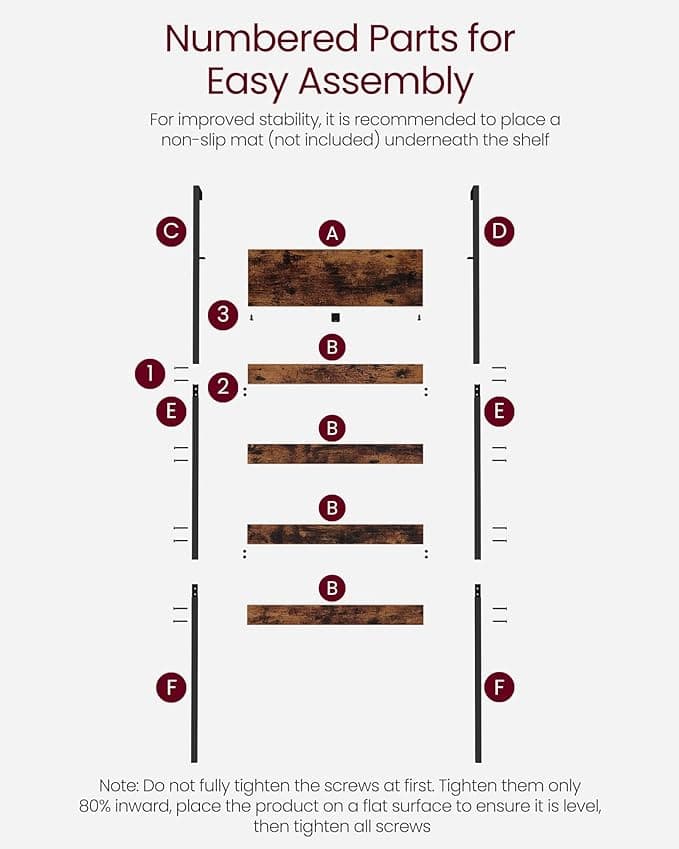 Numbered Parts for
Easy Assembly
For improved stability, it is recommended to place a
non-slip mat (not included) underneath the shelf
C
A
D
3
B
1
2
E
E
B
B
B
F
F
Note: Do not fully tighten the screws at first. Tighten them only
80% inward, place the product on a flat surface to ensure it is level,
then tighten all screws